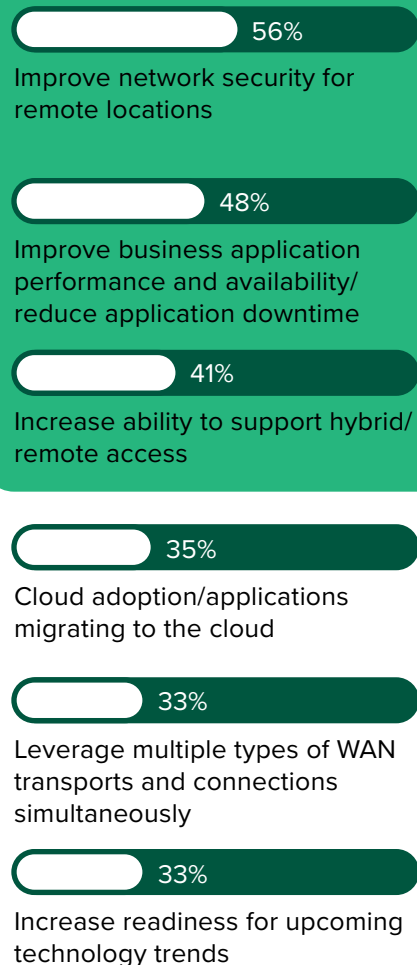 56%
Improve network security for
remote locations
48%
Improve business application
performance and availability/
reduce application downtime
41%
Increase ability to support hybrid/
remote access
35%
Cloud adoption/applications
migrating to the cloud
33%
Leverage multiple types of WAN
transports and connections
simultaneously
33%
Increase readiness for upcoming
technology trends